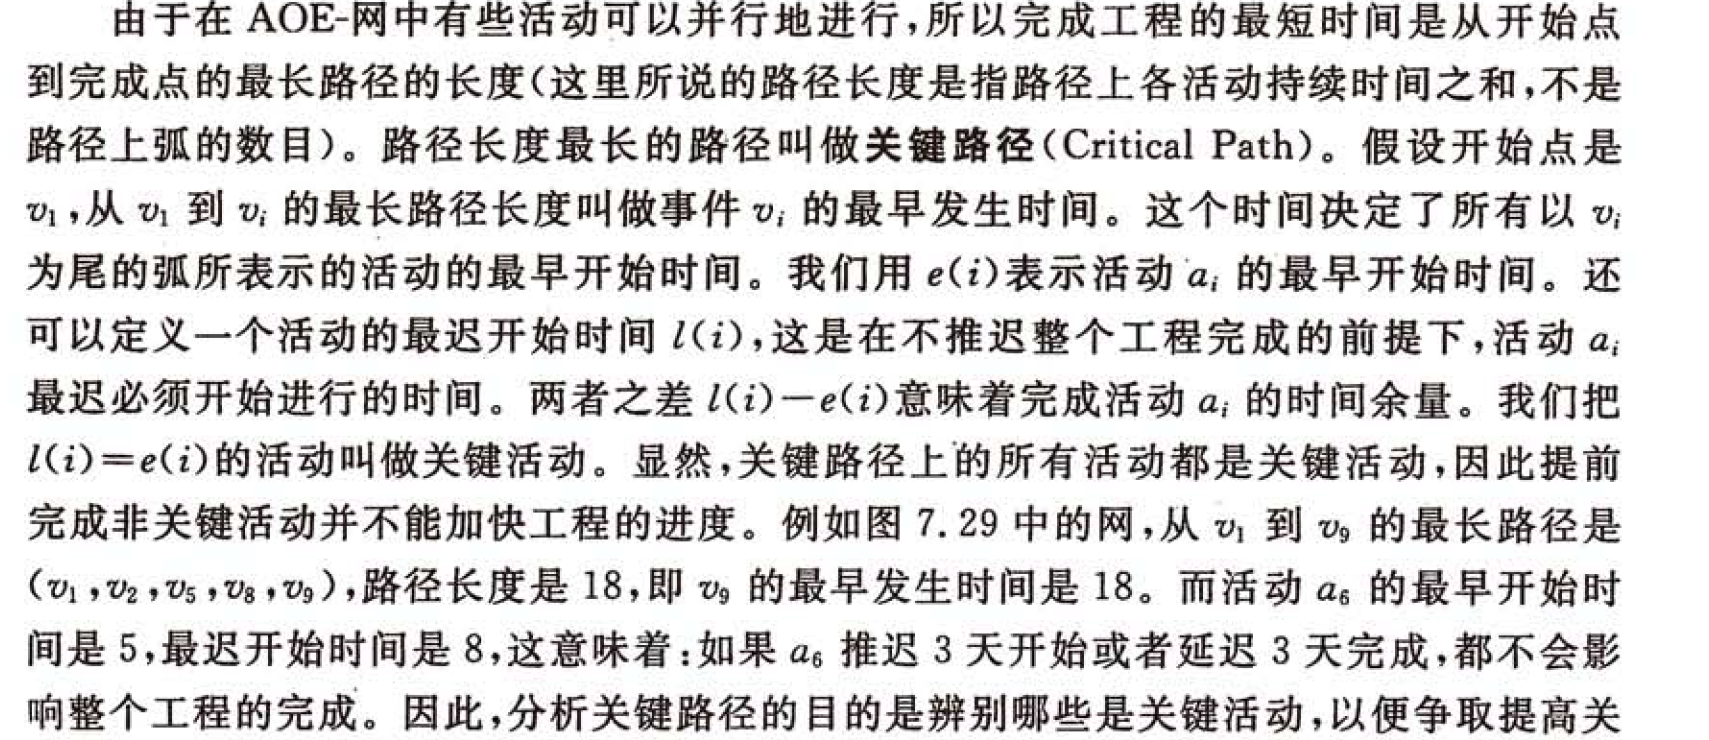 由于在 AOE-网中有些活动可以并行地进行,所以完成工程的最短时间是从开始点
到完成点的最长路径的长度(这里所说的路径长度是指路径上各活动持续时间之和,不是
路径上弧的数目)。路径长度最长的路径叫做关键路径(Critical Path)。假设开始点是
v₁,从 v₁ 到 vᵢ 的最长路径长度叫做事件 vᵢ 的最早发生时间。这个时间决定了所有以 vᵢ
为尾的弧所表示的活动的最早开始时间。我们用 e(i)表示活动 aᵢ 的最早开始时间。还
可以定义一个活动的最迟开始时间 l(i),这是在不推迟整个工程完成的前提下,活动 aᵢ
最迟必须开始进行的时间。两者之差 l(i)-e(i)意味着完成活动 aᵢ 的时间余量。我们把
l(i)=e(i)的活动叫做关键活动。显然,关键路径上的所有活动都是关键活动,因此提前
完成非关键活动并不能加快工程的进度。例如图 7.29 中的网,从 v₁ 到 v₉ 的最长路径是
(v₁,v₂,v₅,v₈,v₉),路径长度是 18,即 v₉ 的最早发生时间是 18。而活动 a₆ 的最早开始时
间是 5,最迟开始时间是 8,这意味着:如果 a₆ 推迟 3 天开始或者延迟 3 天完成,都不会影
响整个工程的完成。因此,分析关键路径的目的是辨别哪些是关键活动,以便争取提高关